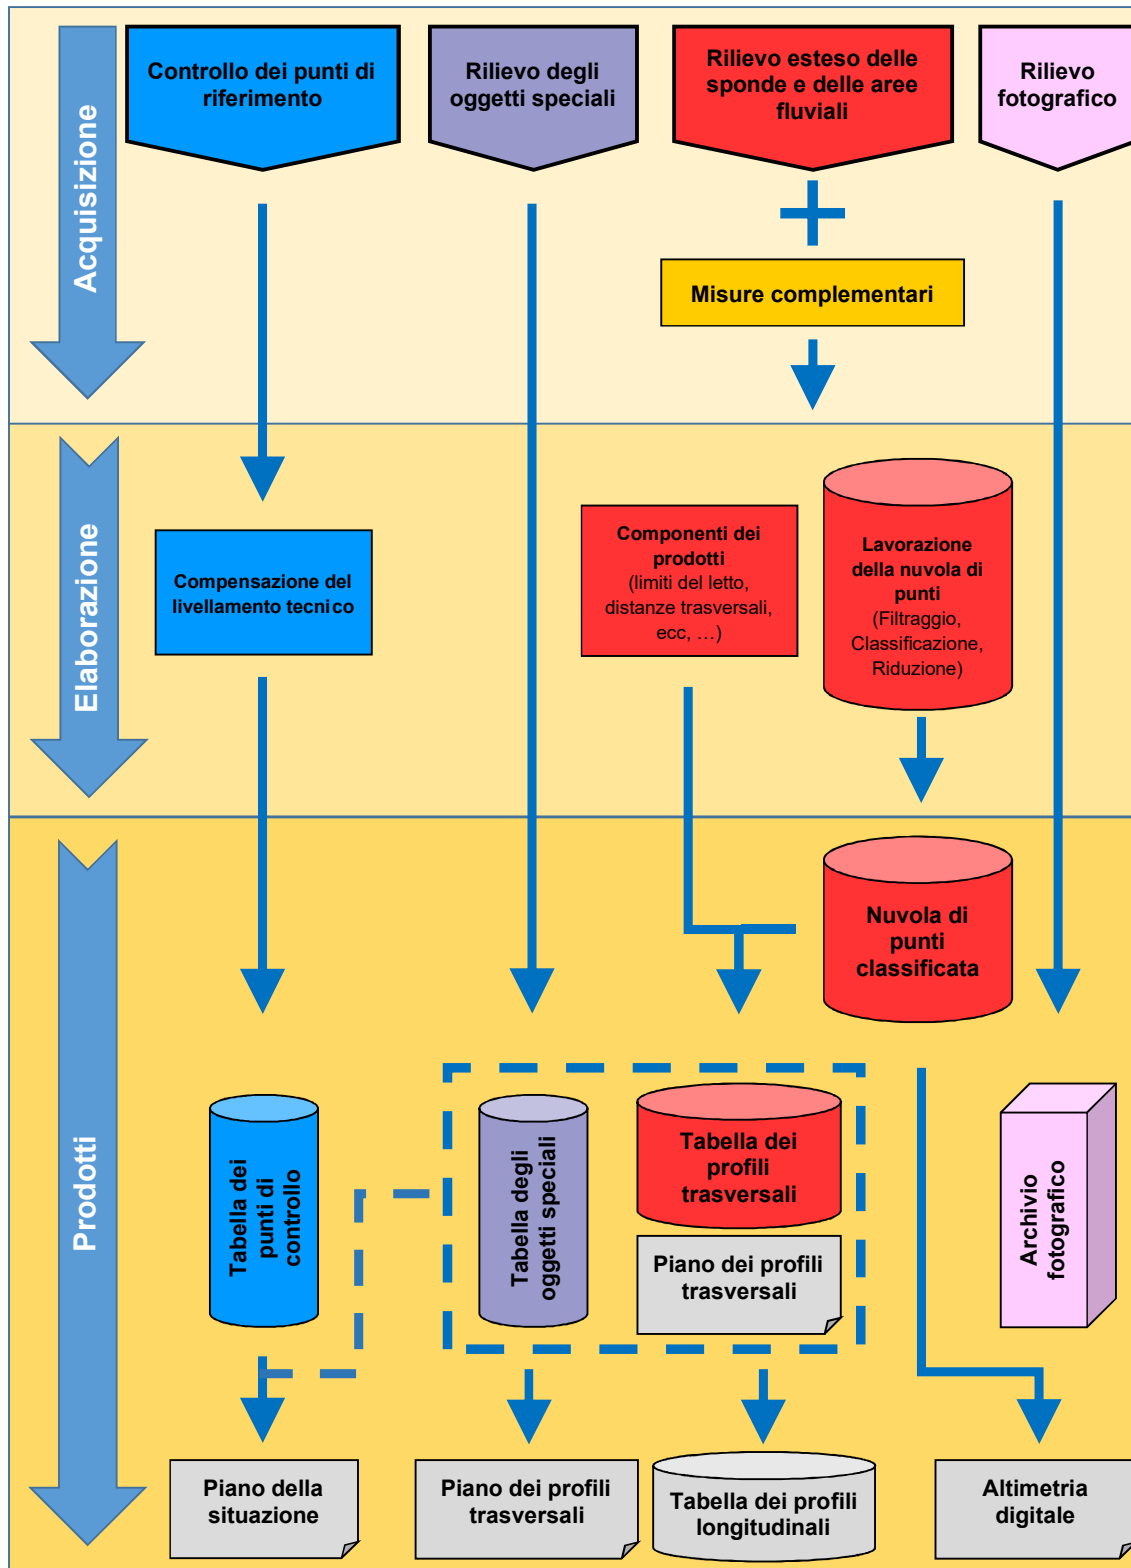 Acquisizione
Controllo dei punti di
riferimento
Rilievo degli
oggetti speciali
Rilievo esteso delle
sponde e delle aree
fluviali
Rilievo
fotografico
Misure complementari
Elaborazione
Compensazione del
livellamento tecnico
Componenti dei
prodotti
(limiti del letto,
distanze trasversali,
ecc, …)
Lavorazione
della nuvola di
punti
(Filtraggio,
Classificazione,
Riduzione)
Prodotti
Nuvola di
punti
classificata
Tabella dei
punti di
controllo
Tabella degli
oggetti speciali
Tabella dei
profili
trasversali
Piano dei profili
trasversali
Archivio
fotografico
Piano della
situazione
Piano dei profili
trasversali
Tabella dei profili
longitudinali
Altimetria
digitale